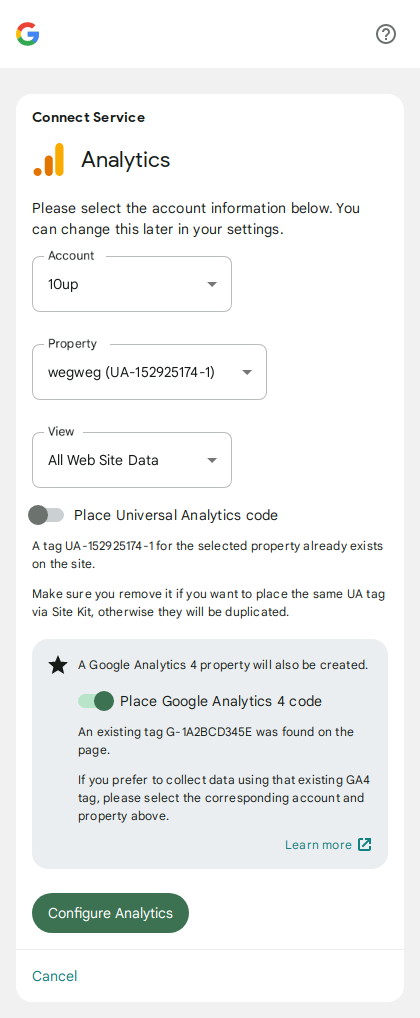 Connect Service
Analytics
Please select the account information below. You
can change this later in your settings.
Account
10up
Property
wegweg (UA-152925174-1)
View
All Web Site Data
Place Universal Analytics code
A tag UA-152925174-1 for the selected property already exists
on the site.
Make sure you remove it if you want to place the same UA tag
via Site Kit, otherwise they will be duplicated.
A Google Analytics 4 property will also be created.
Place Google Analytics 4 code
An existing tag G-1A2BCD345E was found on the
page.
If you prefer to collect data using that existing GA4
tag, please select the corresponding account and
property above.
Learn more
Configure Analytics
Cancel